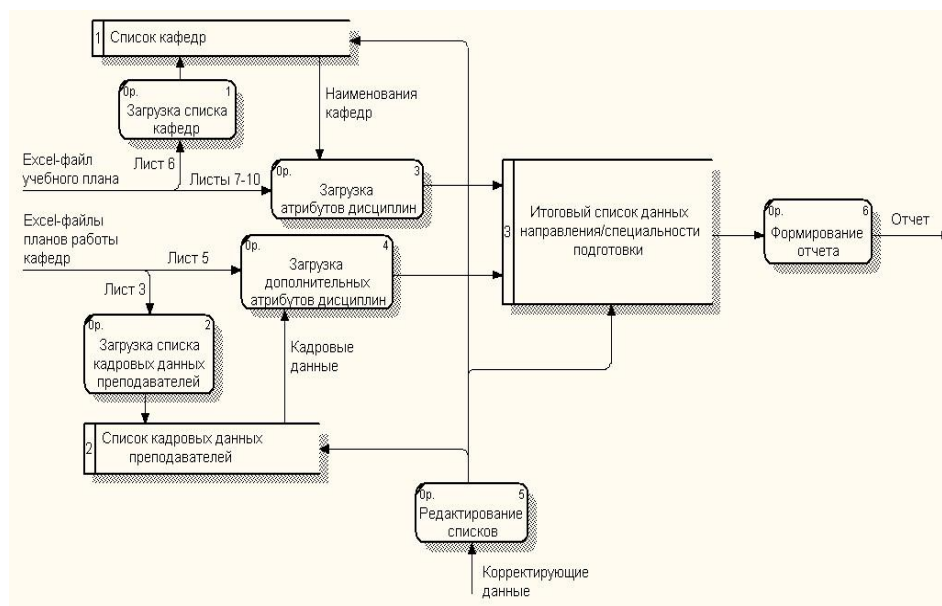 1 Список кафедр
0р. 1
Загрузка списка
кафедр
Наименования
кафедр
Excel-файл
учебного плана
Лист 6
Листы 7-10
0р. 3
Загрузка
атрибутов дисциплин
Excel-файлы
планов работы
кафедр
Лист 5
Лист 3
0р. 4
Загрузка
дополнительных
атрибутов дисциплин
3
Итоговый список данных
направления/специальности
подготовки
0р. 6
Формирование
отчета
Отчет
0р. 2
Загрузка списка
кадровых данных
преподавателей
Кадровые
данные
2
Список кадровых данных
преподавателей
0р. 5
Редактирование
списков
Корректирующие
данные